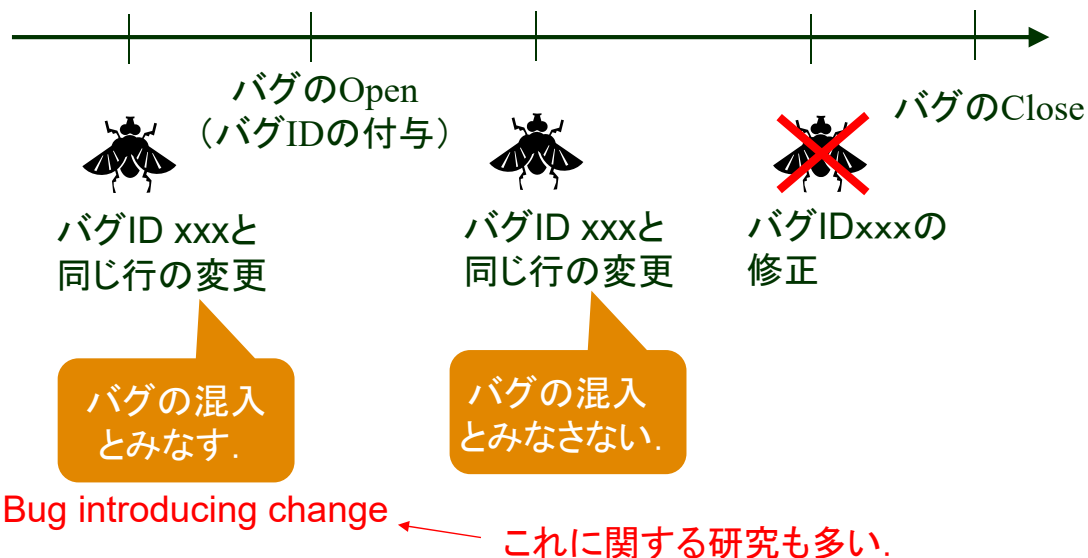 バグのOpen
（バグIDの付与）
バグのClose
バグID xxxと
同じ行の変更
バグID xxxと
同じ行の変更
バグIDxxxの
修正
バグの混入
とみなす.
バグの混入
とみなさない.
Bug introducing change
これに関する研究も多い.